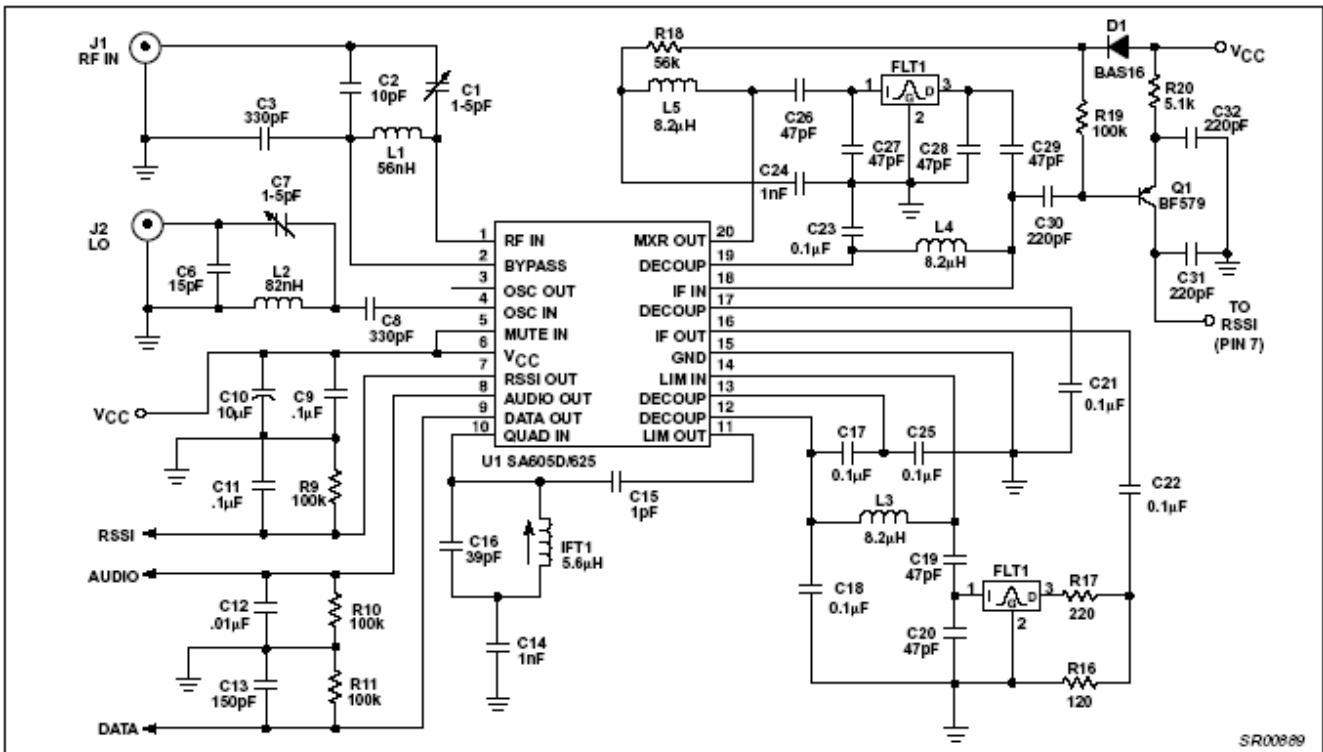 J1
RF IN
C2
10pF
C1
1-5pF
C3
330pF
L1
56nH
C7
1-5pF
J2
LO
C6
15pF
L2
82nH
C8
330pF
R18
56k
L5
8.2µH
C26
47pF
FLT1
1
I
G
D
3
2
C27
47pF
C28
47pF
C29
47pF
C24
1nF
C23
0.1µF
L4
8.2µH
C30
220pF
D1
BAS16
VCC
R20
5.1k
R19
100k
C32
220pF
Q1
BF579
C31
220pF
TO
RSSI
(PIN 7)
1 RF IN
2 BYPASS
3 OSC OUT
4 OSC IN
5 MUTE IN
6 VCC
7 RSSI OUT
8 AUDIO OUT
9 DATA OUT
10 QUAD IN
MXR OUT 20
DECOUP 19
IF IN 18
DECOUP 17
IF OUT 16
GND 15
LIM IN 14
DECOUP 13
DECOUP 12
LIM OUT 11
U1 SA605D/625
VCC
C10
10µF
C9
.1µF
C11
.1µF
R9
100k
RSSI
AUDIO
C12
.01µF
R10
100k
C13
150pF
R11
100k
DATA
C15
1pF
C16
39pF
IFT1
5.6µH
C14
1nF
C17
0.1µF
C25
0.1µF
C21
0.1µF
C22
0.1µF
L3
8.2µH
C18
0.1µF
C19
47pF
C20
47pF
FLT1
1
I
G
D
3
2
R17
220
R16
120
SR00889